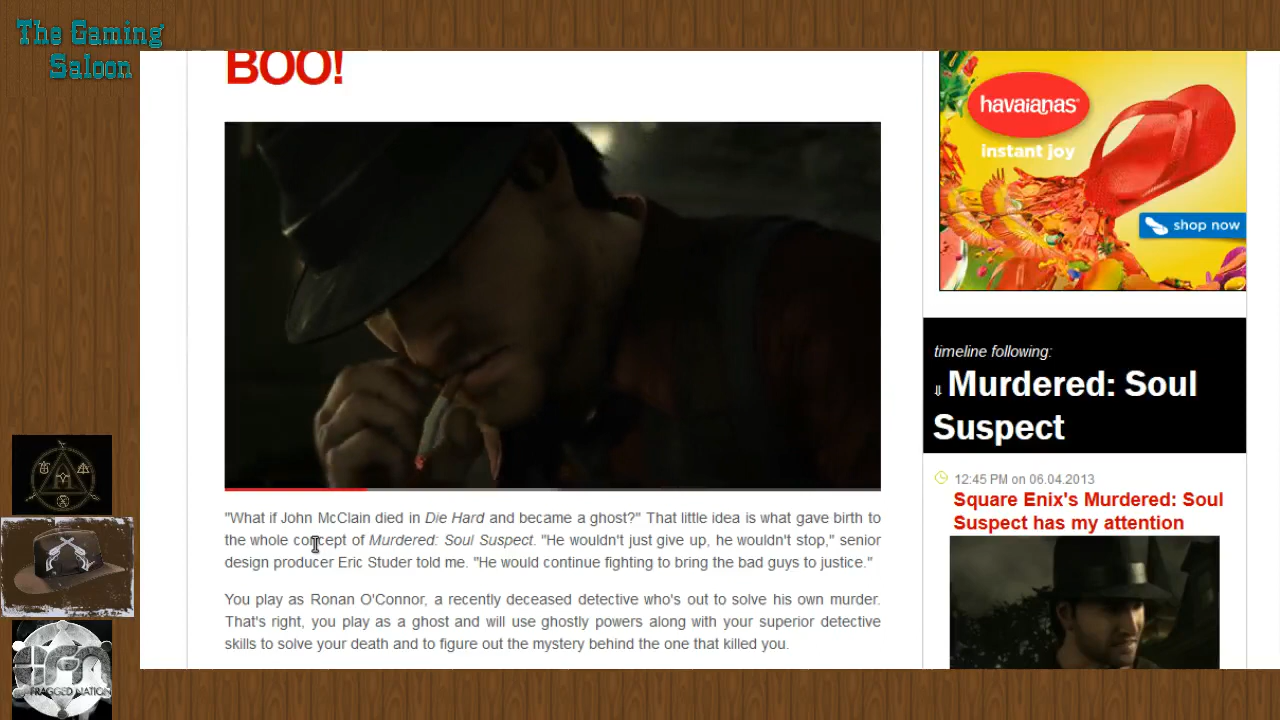 The Gaming
Saloon
BOO!
havaianas
instant joy
shop now
timeline following:
⇓ Murdered: Soul
Suspect
12:45 PM on 06.04.2013
Square Enix's Murdered: Soul
Suspect has my attention
"What if John McClain died in Die Hard and became a ghost?" That little idea is what gave birth to
the whole concept of Murdered: Soul Suspect. "He wouldn't just give up, he wouldn't stop," senior
design producer Eric Studer told me. "He would continue fighting to bring the bad guys to justice."
You play as Ronan O'Connor, a recently deceased detective who's out to solve his own murder.
That's right, you play as a ghost and will use ghostly powers along with your superior detective
skills to solve your death and to figure out the mystery behind the one that killed you.
FRAGGED NATION